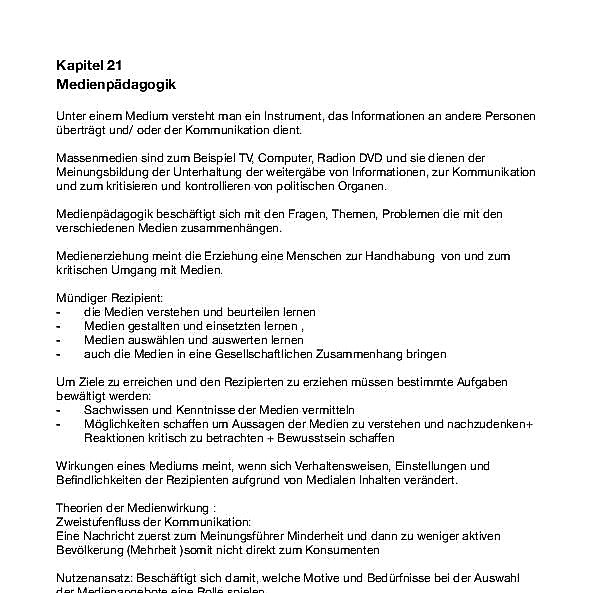 Kapitel 21
Medienpädagogik
Unter einem Medium versteht man ein Instrument, das Informationen an andere Personen
überträgt und/ oder der Kommunikation dient.
Massenmedien sind zum Beispiel TV, Computer, Radion DVD und sie dienen der
Meinungsbildung der Unterhaltung der weitergäbe von Informationen, zur Kommunikation
und zum kritisieren und kontrollieren von politischen Organen.
Medienpädagogik beschäftigt sich mit den Fragen, Themen, Problemen die mit den
verschiedenen Medien zusammenhängen.
Medienerziehung meint die Erziehung eine Menschen zur Handhabung von und zum
kritischen Umgang mit Medien.
Mündiger Rezipient:
- die Medien verstehen und beurteilen lernen
- Medien gestallten und einsetzten lernen ,
- Medien auswählen und auswerten lernen
- auch die Medien in eine Gesellschaftlichen Zusammenhang bringen
Um Ziele zu erreichen und den Rezipierten zu erziehen müssen bestimmte Aufgaben
bewältigt werden:
- Sachwissen und Kenntnisse der Medien vermitteln
- Möglichkeiten schaffen um Aussagen der Medien zu verstehen und nachzudenken+
Reaktionen kritisch zu betrachten + Bewusstsein schaffen
Wirkungen eines Mediums meint, wenn sich Verhaltensweisen, Einstellungen und
Befindlichkeiten der Rezipienten aufgrund von Medialen Inhalten verändert.
Theorien der Medienwirkung :
Zweistufenfluss der Kommunikation:
Eine Nachricht zuerst zum Meinungsführer Minderheit und dann zu weniger aktiven
Bevölkerung (Mehrheit )somit nicht direkt zum Konsumenten
Nutzenansatz: Beschäftigt sich damit, welche Motive und Bedürfnisse bei der Auswahl
der Medienangebote eine Rolle spielen